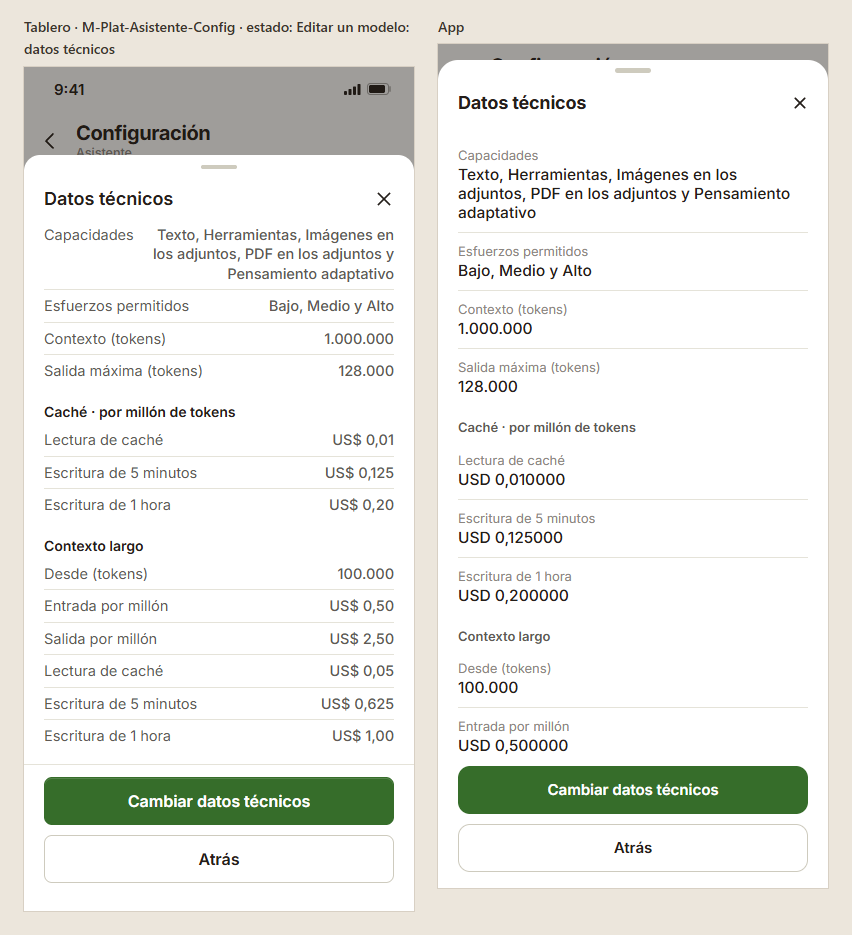 Tablero · M-Plat-Asistente-Config · estado: Editar un modelo:
datos técnicos
9:41
Configuración
Asistente
Datos técnicos
Capacidades
Texto, Herramientas, Imágenes en
los adjuntos, PDF en los adjuntos y
Pensamiento adaptativo
Esfuerzos permitidos
Bajo, Medio y Alto
Contexto (tokens)
1.000.000
Salida máxima (tokens)
128.000
Caché · por millón de tokens
Lectura de caché
US$ 0,01
Escritura de 5 minutos
US$ 0,125
Escritura de 1 hora
US$ 0,20
Contexto largo
Desde (tokens)
100.000
Entrada por millón
US$ 0,50
Salida por millón
US$ 2,50
Lectura de caché
US$ 0,05
Escritura de 5 minutos
US$ 0,625
Escritura de 1 hora
US$ 1,00
Cambiar datos técnicos
Atrás
App
Configuración
Datos técnicos
Capacidades
Texto, Herramientas, Imágenes en los
adjuntos, PDF en los adjuntos y Pensamiento
adaptativo
Esfuerzos permitidos
Bajo, Medio y Alto
Contexto (tokens)
1.000.000
Salida máxima (tokens)
128.000
Caché · por millón de tokens
Lectura de caché
USD 0,010000
Escritura de 5 minutos
USD 0,125000
Escritura de 1 hora
USD 0,200000
Contexto largo
Desde (tokens)
100.000
Entrada por millón
USD 0,500000
Cambiar datos técnicos
Atrás